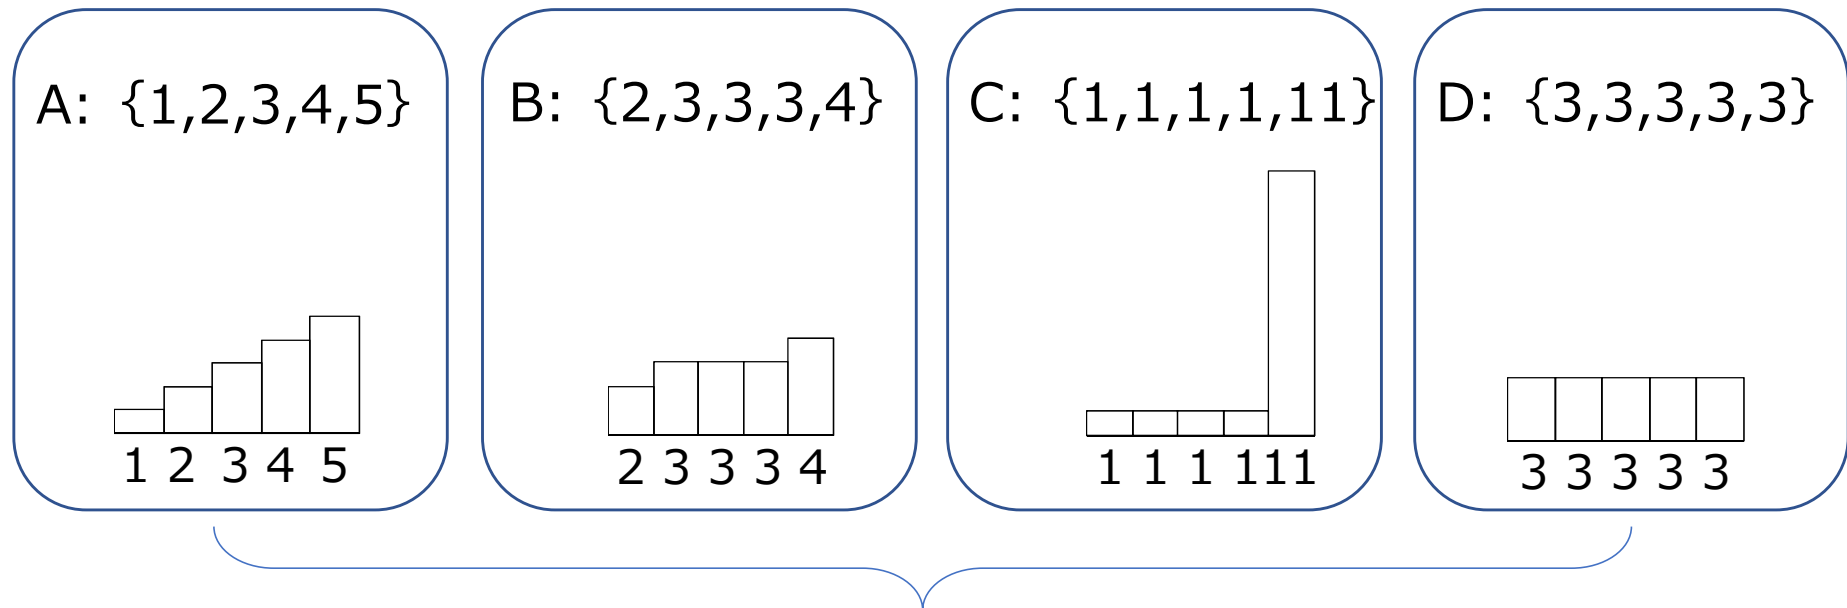 A: {1,2,3,4,5}
B: {2,3,3,3,4}
C: {1,1,1,1,11}
D: {3,3,3,3,3}
1 2 3 4 5
2 3 3 3 4
1 1 1 111
3 3 3 3 3